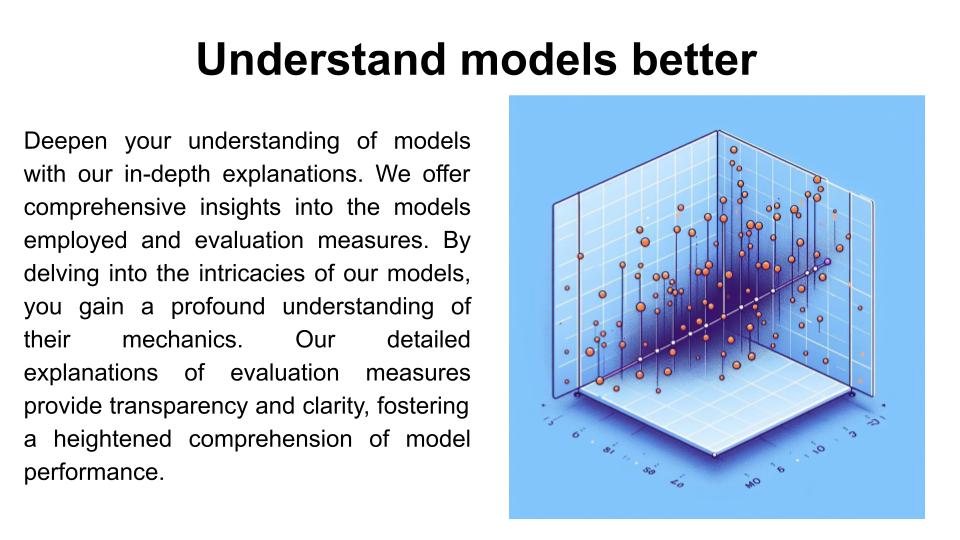 Understand models better
Deepen your understanding of models
with our in-depth explanations. We offer
comprehensive insights into the models
employed and evaluation measures. By
delving into the intricacies of our models,
you gain a profound understanding of
their mechanics. Our detailed
explanations of evaluation measures
provide transparency and clarity, fostering
a heightened comprehension of model
performance.